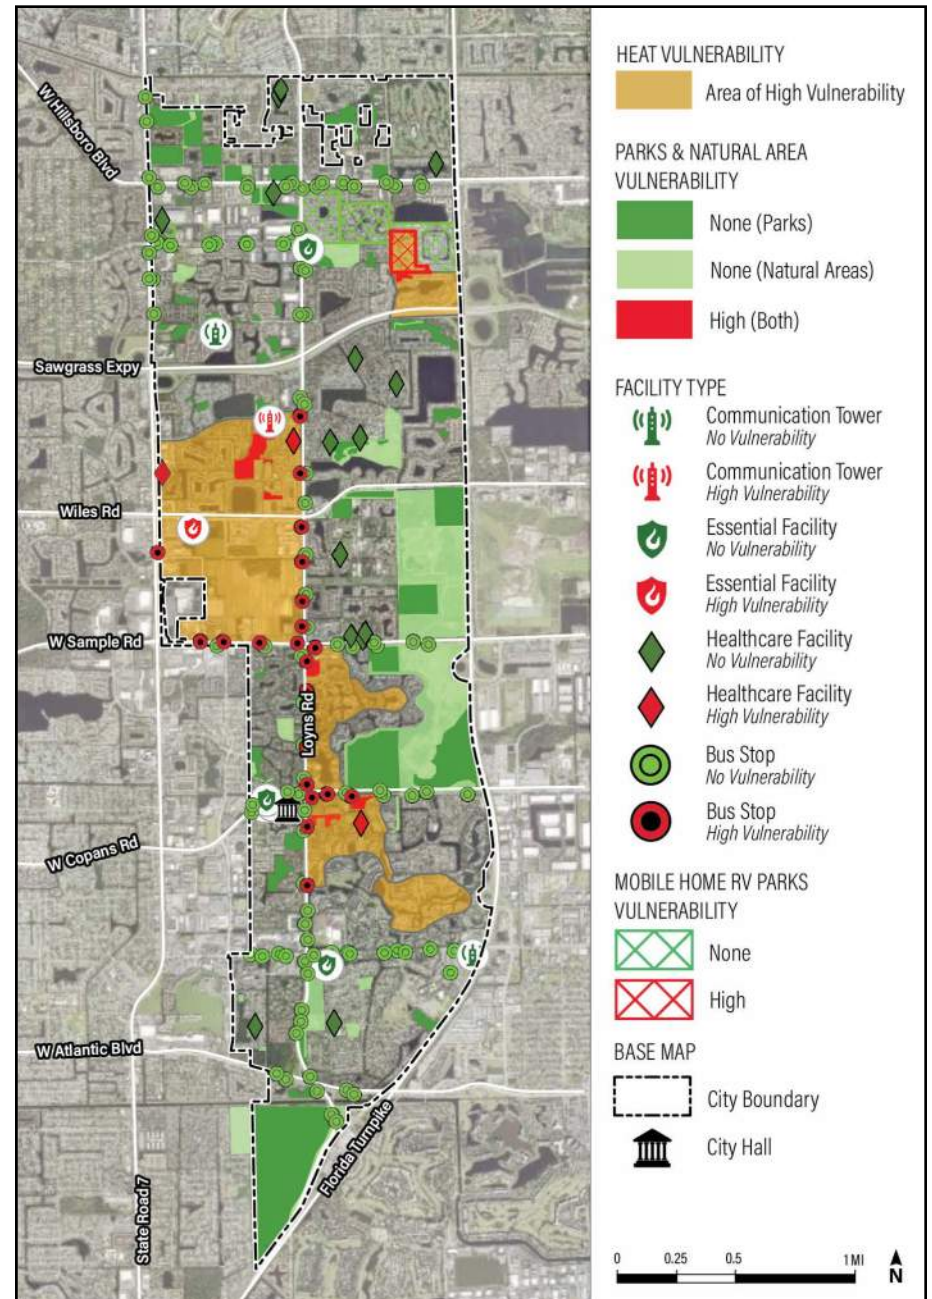 W Hillsboro Blvd
Sawgrass Expy
Wiles Rd
W Sample Rd
Loyns Rd
W Copans Rd
W Atlantic Blvd
State Road 7
Florida Turnpike
HEAT VULNERABILITY
Area of High Vulnerability
PARKS & NATURAL AREA
VULNERABILITY
None (Parks)
None (Natural Areas)
High (Both)
FACILITY TYPE
Communication Tower
No Vulnerability
Communication Tower
High Vulnerability
Essential Facility
No Vulnerability
Essential Facility
High Vulnerability
Healthcare Facility
No Vulnerability
Healthcare Facility
High Vulnerability
Bus Stop
No Vulnerability
Bus Stop
High Vulnerability
MOBILE HOME RV PARKS
VULNERABILITY
None
High
BASE MAP
City Boundary
City Hall
0 0.25 0.5 1 MI
N